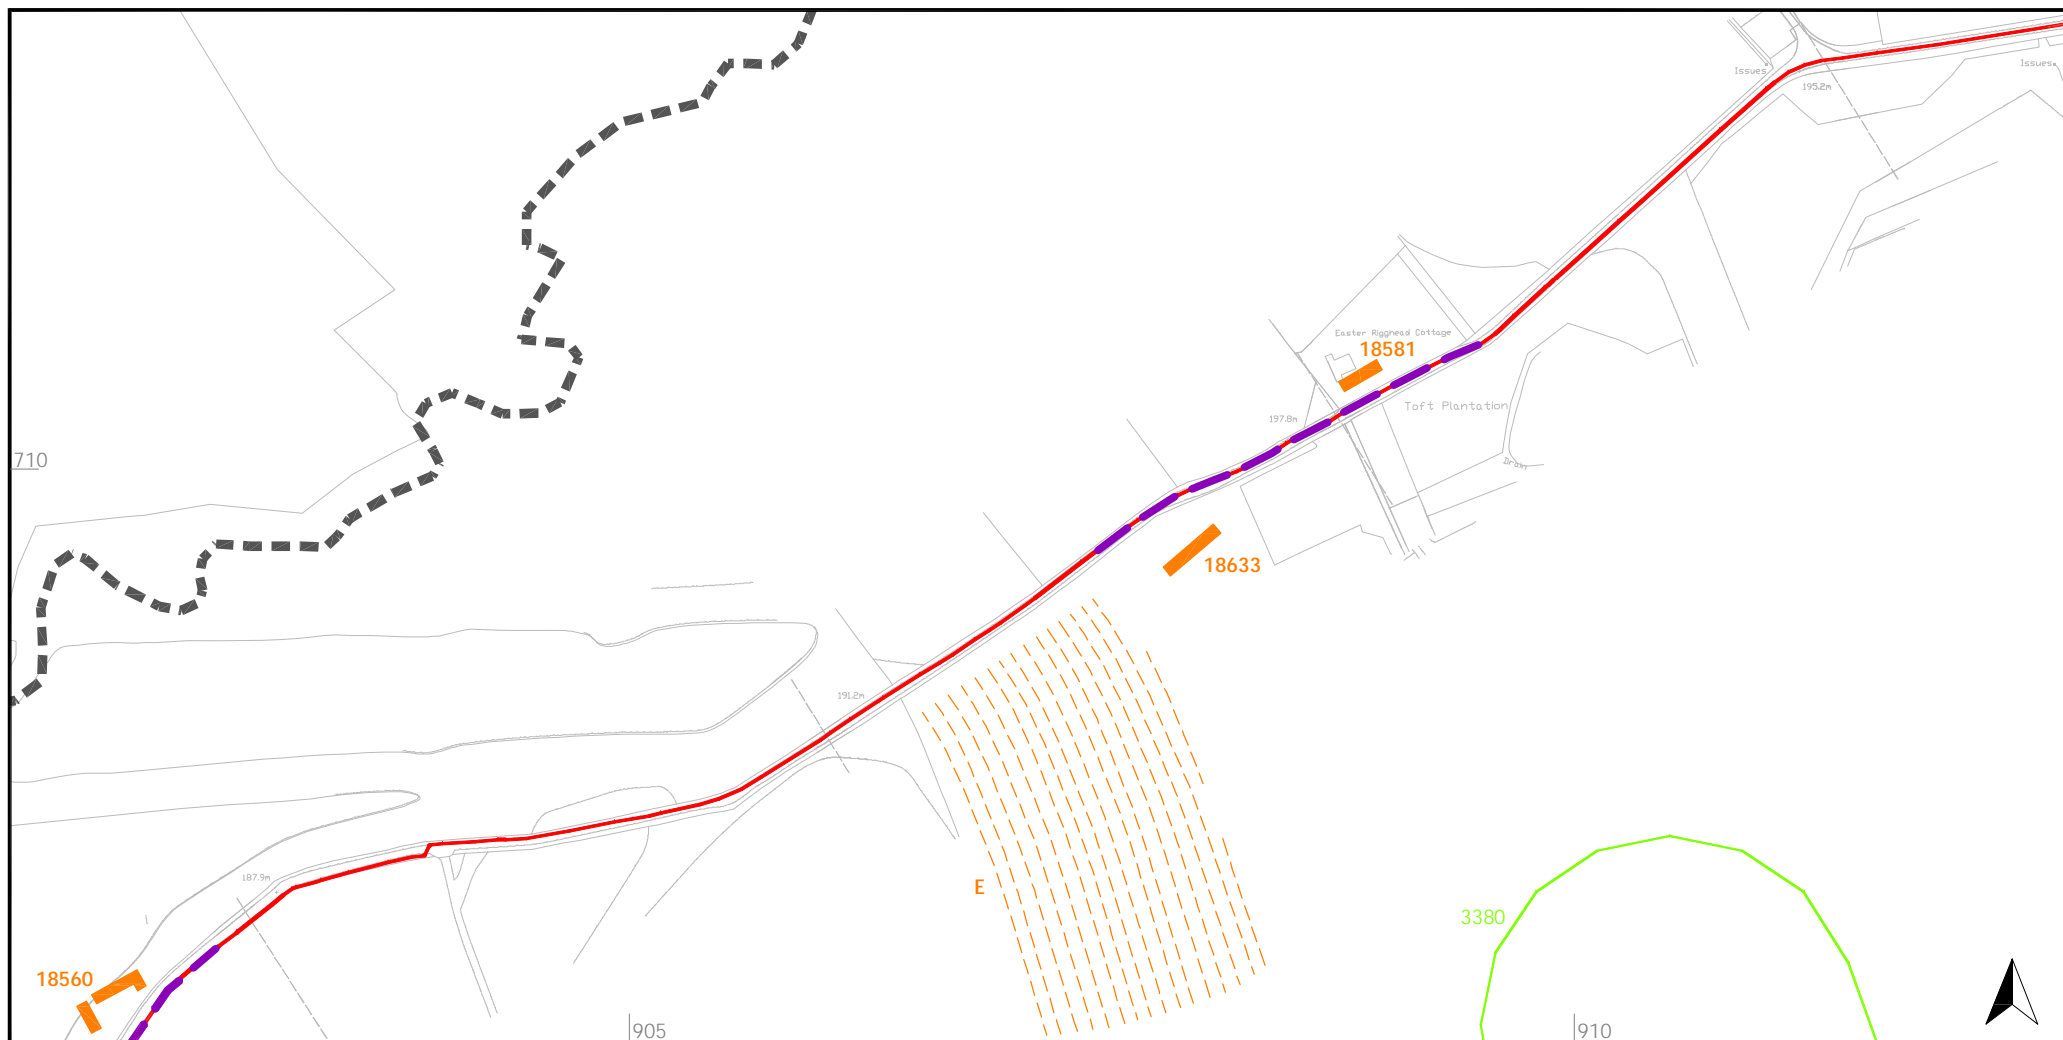 Issues
Issues
195.2m
Easter Rigghead Cottage
18581
Toft Plantation
197.8m
710
Drain
18633
191.2m
187.9m
E
3380
18560
905
910